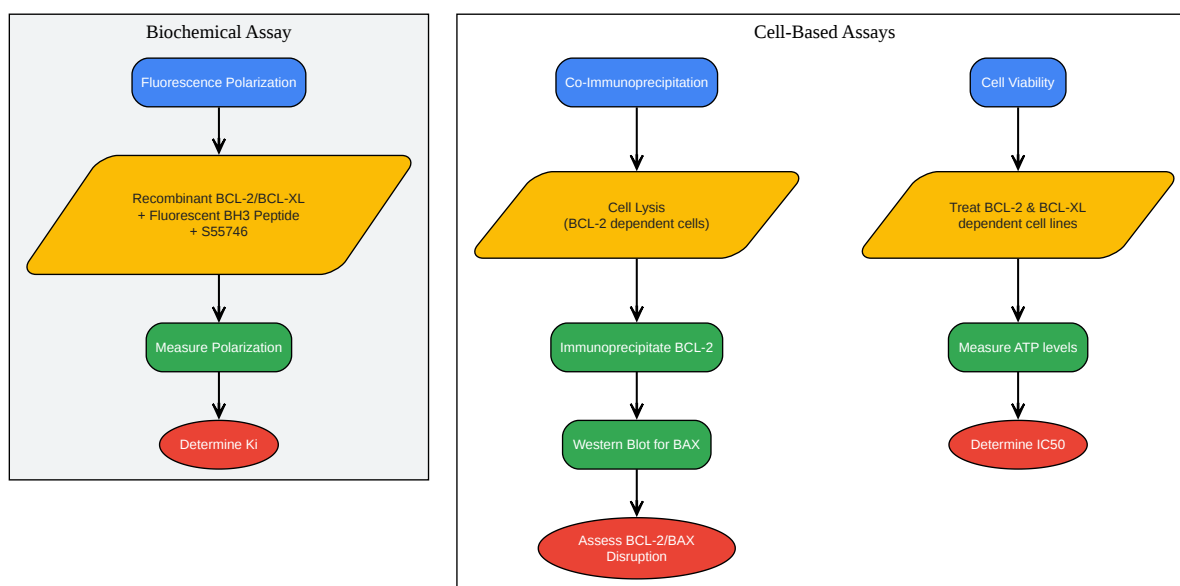 Biochemical Assay
Fluorescence Polarization
Recombinant BCL-2/BCL-XL
+ Fluorescent BH3 Peptide
+ S55746
Measure Polarization
Determine Ki
Cell-Based Assays
Co-Immunoprecipitation
Cell Lysis
(BCL-2 dependent cells)
Immunoprecipitate BCL-2
Western Blot for BAX
Assess BCL-2/BAX
Disruption
Cell Viability
Treat BCL-2 & BCL-XL
dependent cell lines
Measure ATP levels
Determine IC50